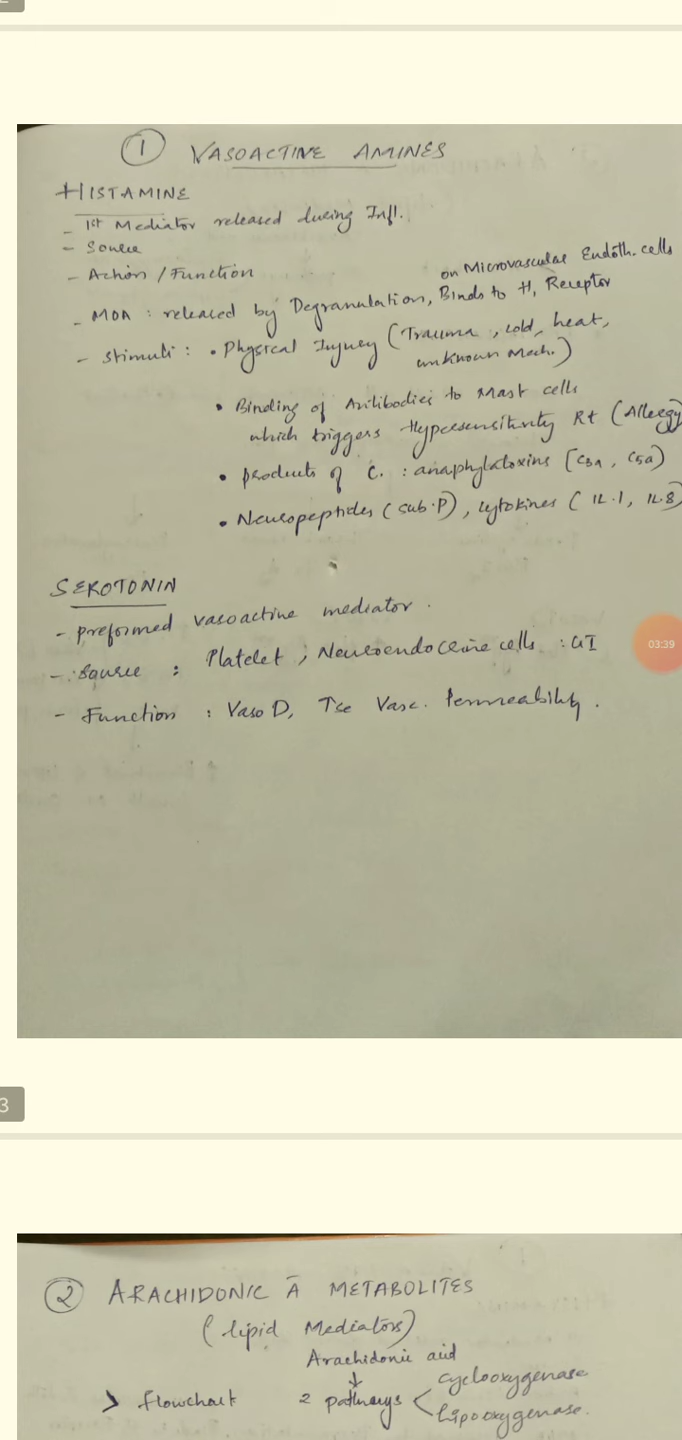 ① VASOACTIVE AMINES
HISTAMINE
- 1st Mediator released during Infl.
- Source
- Action / Function
on Microvascular Endoth. cells
- MOA : released by Degranulation, Binds to H1 Receptor
- Stimuli : • Physical Injury (Trauma, cold, heat,
unknown Mech.)
• Binding of Antibodies to Mast cells
which triggers Hypersensitivity Rt (Allergy)
• products of C. : anaphylatoxins [C3a, C5a)
• Neuropeptides (sub.P), cytokines ( IL.1, IL.8)
SEROTONIN
- preformed vasoactive mediator.
- Source : Platelet ; Neuroendocrine cells : GI
03:39
- Function : Vaso D, Tse Vasc. Permeability.
3
② ARACHIDONIC A METABOLITES
(lipid Mediators)
Arachidonic acid
↓
> flowchart 2 pathways < cyclooxygenase
lipooxygenase.